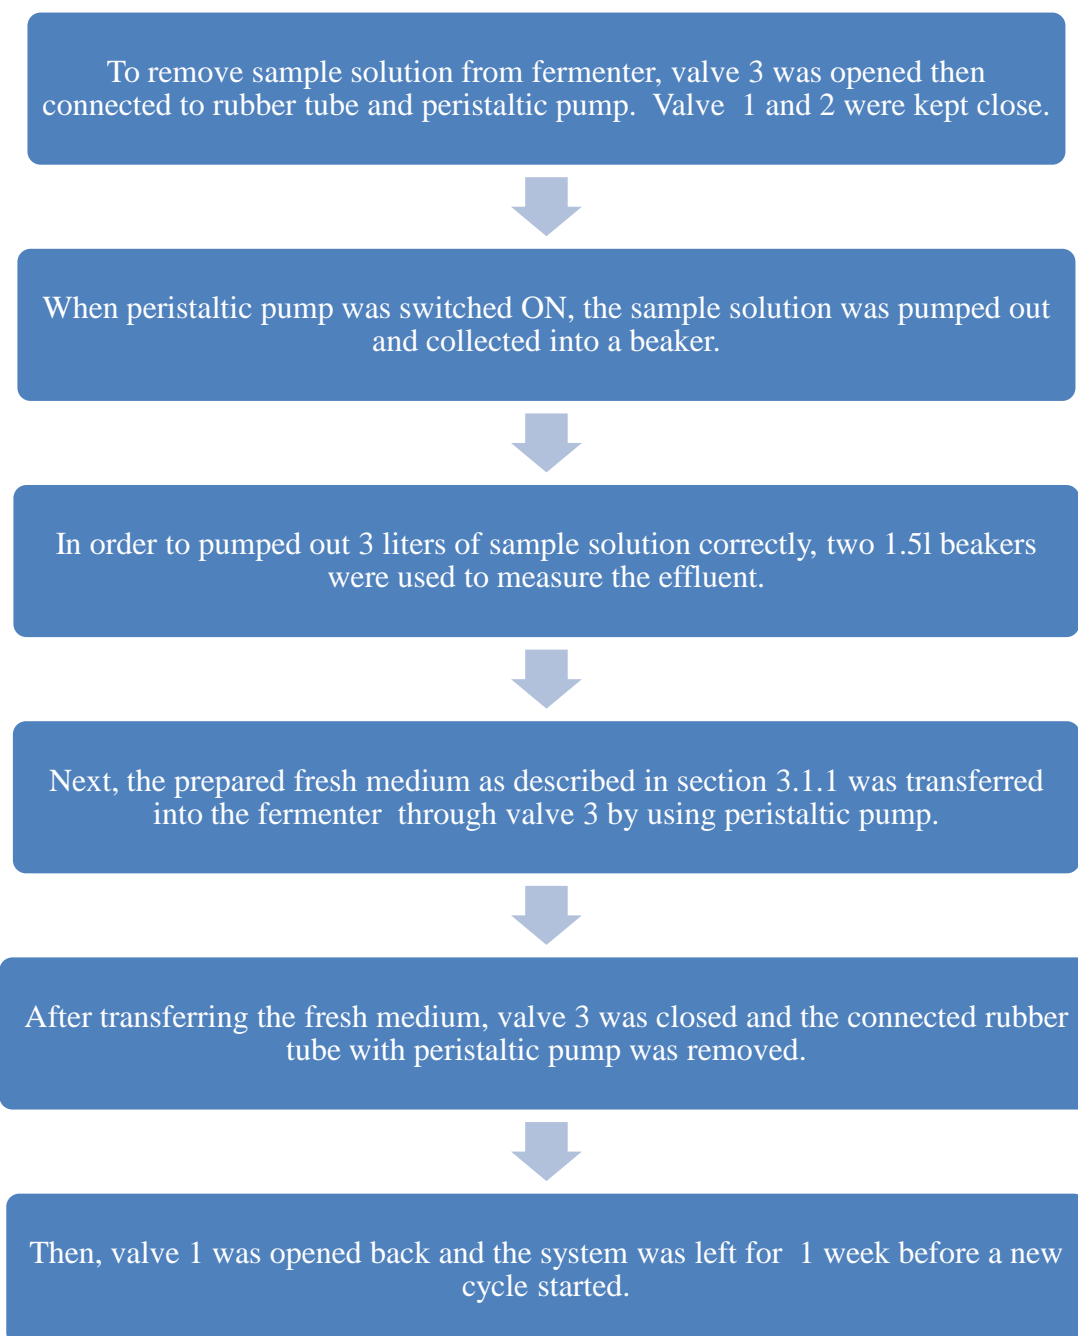 To remove sample solution from fermenter, valve 3 was opened then
connected to rubber tube and peristaltic pump.  Valve  1 and 2 were kept close.
When peristaltic pump was switched ON, the sample solution was pumped out
and collected into a beaker.
In order to pumped out 3 liters of sample solution correctly, two 1.5l beakers
were used to measure the effluent.
Next, the prepared fresh medium as described in section 3.1.1 was transferred
into the fermenter  through valve 3 by using peristaltic pump.
After transferring the fresh medium, valve 3 was closed and the connected rubber
tube with peristaltic pump was removed.
Then, valve 1 was opened back and the system was left for  1 week before a new
cycle started.